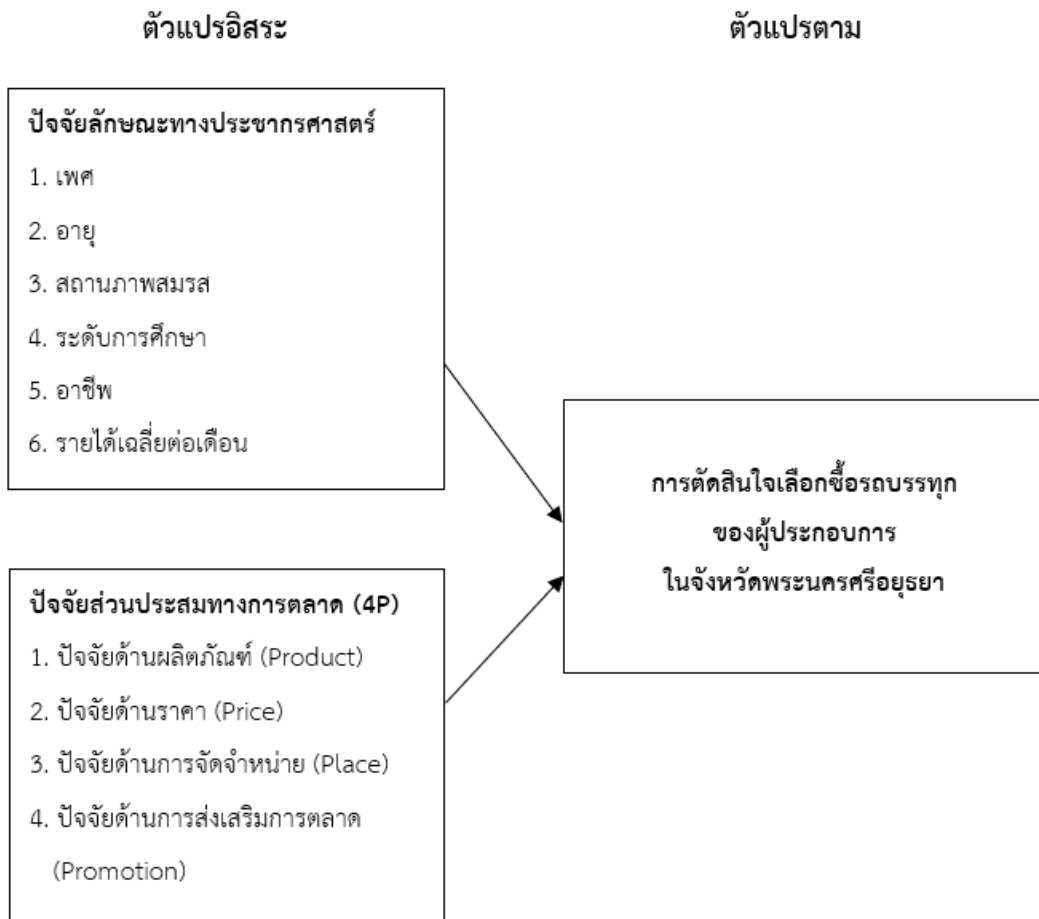 ตัวแปรอิสระ
ตัวแปรตาม
ปัจจัยลักษณะทางประชากรศาสตร์
1. เพศ
2. อายุ
3. สถานภาพสมรส
4. ระดับการศึกษา
5. อาชีพ
6. รายได้เฉลี่ยต่อเดือน
ปัจจัยส่วนประสมทางการตลาด (4P)
1. ปัจจัยด้านผลิตภัณฑ์ (Product)
2. ปัจจัยด้านราคา (Price)
3. ปัจจัยด้านการจัดจำหน่าย (Place)
4. ปัจจัยด้านการส่งเสริมการตลาด
(Promotion)
การตัดสินใจเลือกซื้อรถบรรทุก
ของผู้ประกอบการ
ในจังหวัดพระนครศรีอยุธยา